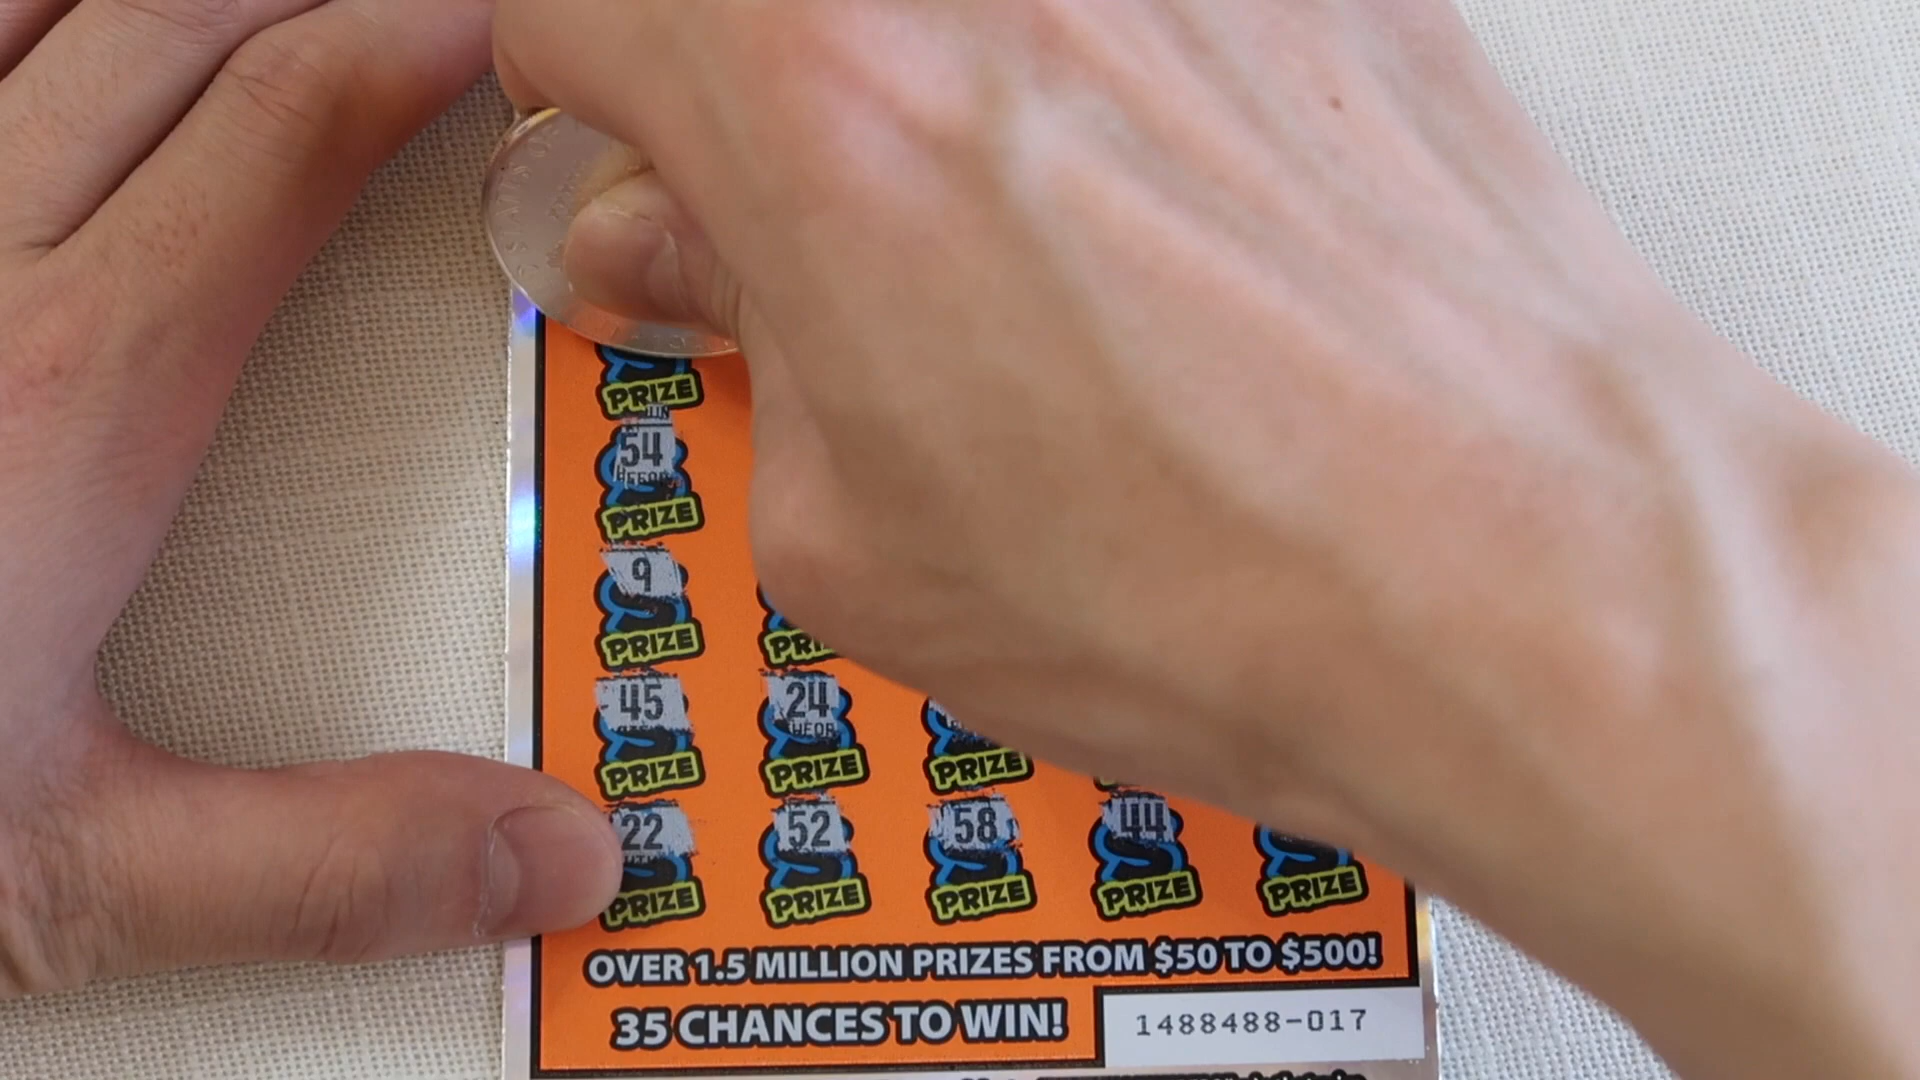 PRIZE
54
PRIZE
9
PRIZE
45 24
PRIZE PRIZE PRIZE
22 52 58 44
PRIZE PRIZE PRIZE PRIZE PRIZE
OVER 1.5 MILLION PRIZES FROM $50 TO $500!
35 CHANCES TO WIN!
1488488-017